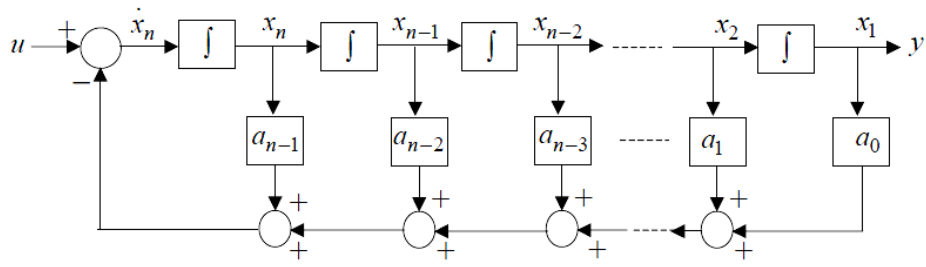 u + − ẋₙ ∫ xₙ ∫ xₙ₋₁ ∫ xₙ₋₂ x₂ ∫ x₁ y
aₙ₋₁ aₙ₋₂ aₙ₋₃ a₁ a₀
+ + + +
+ + + +